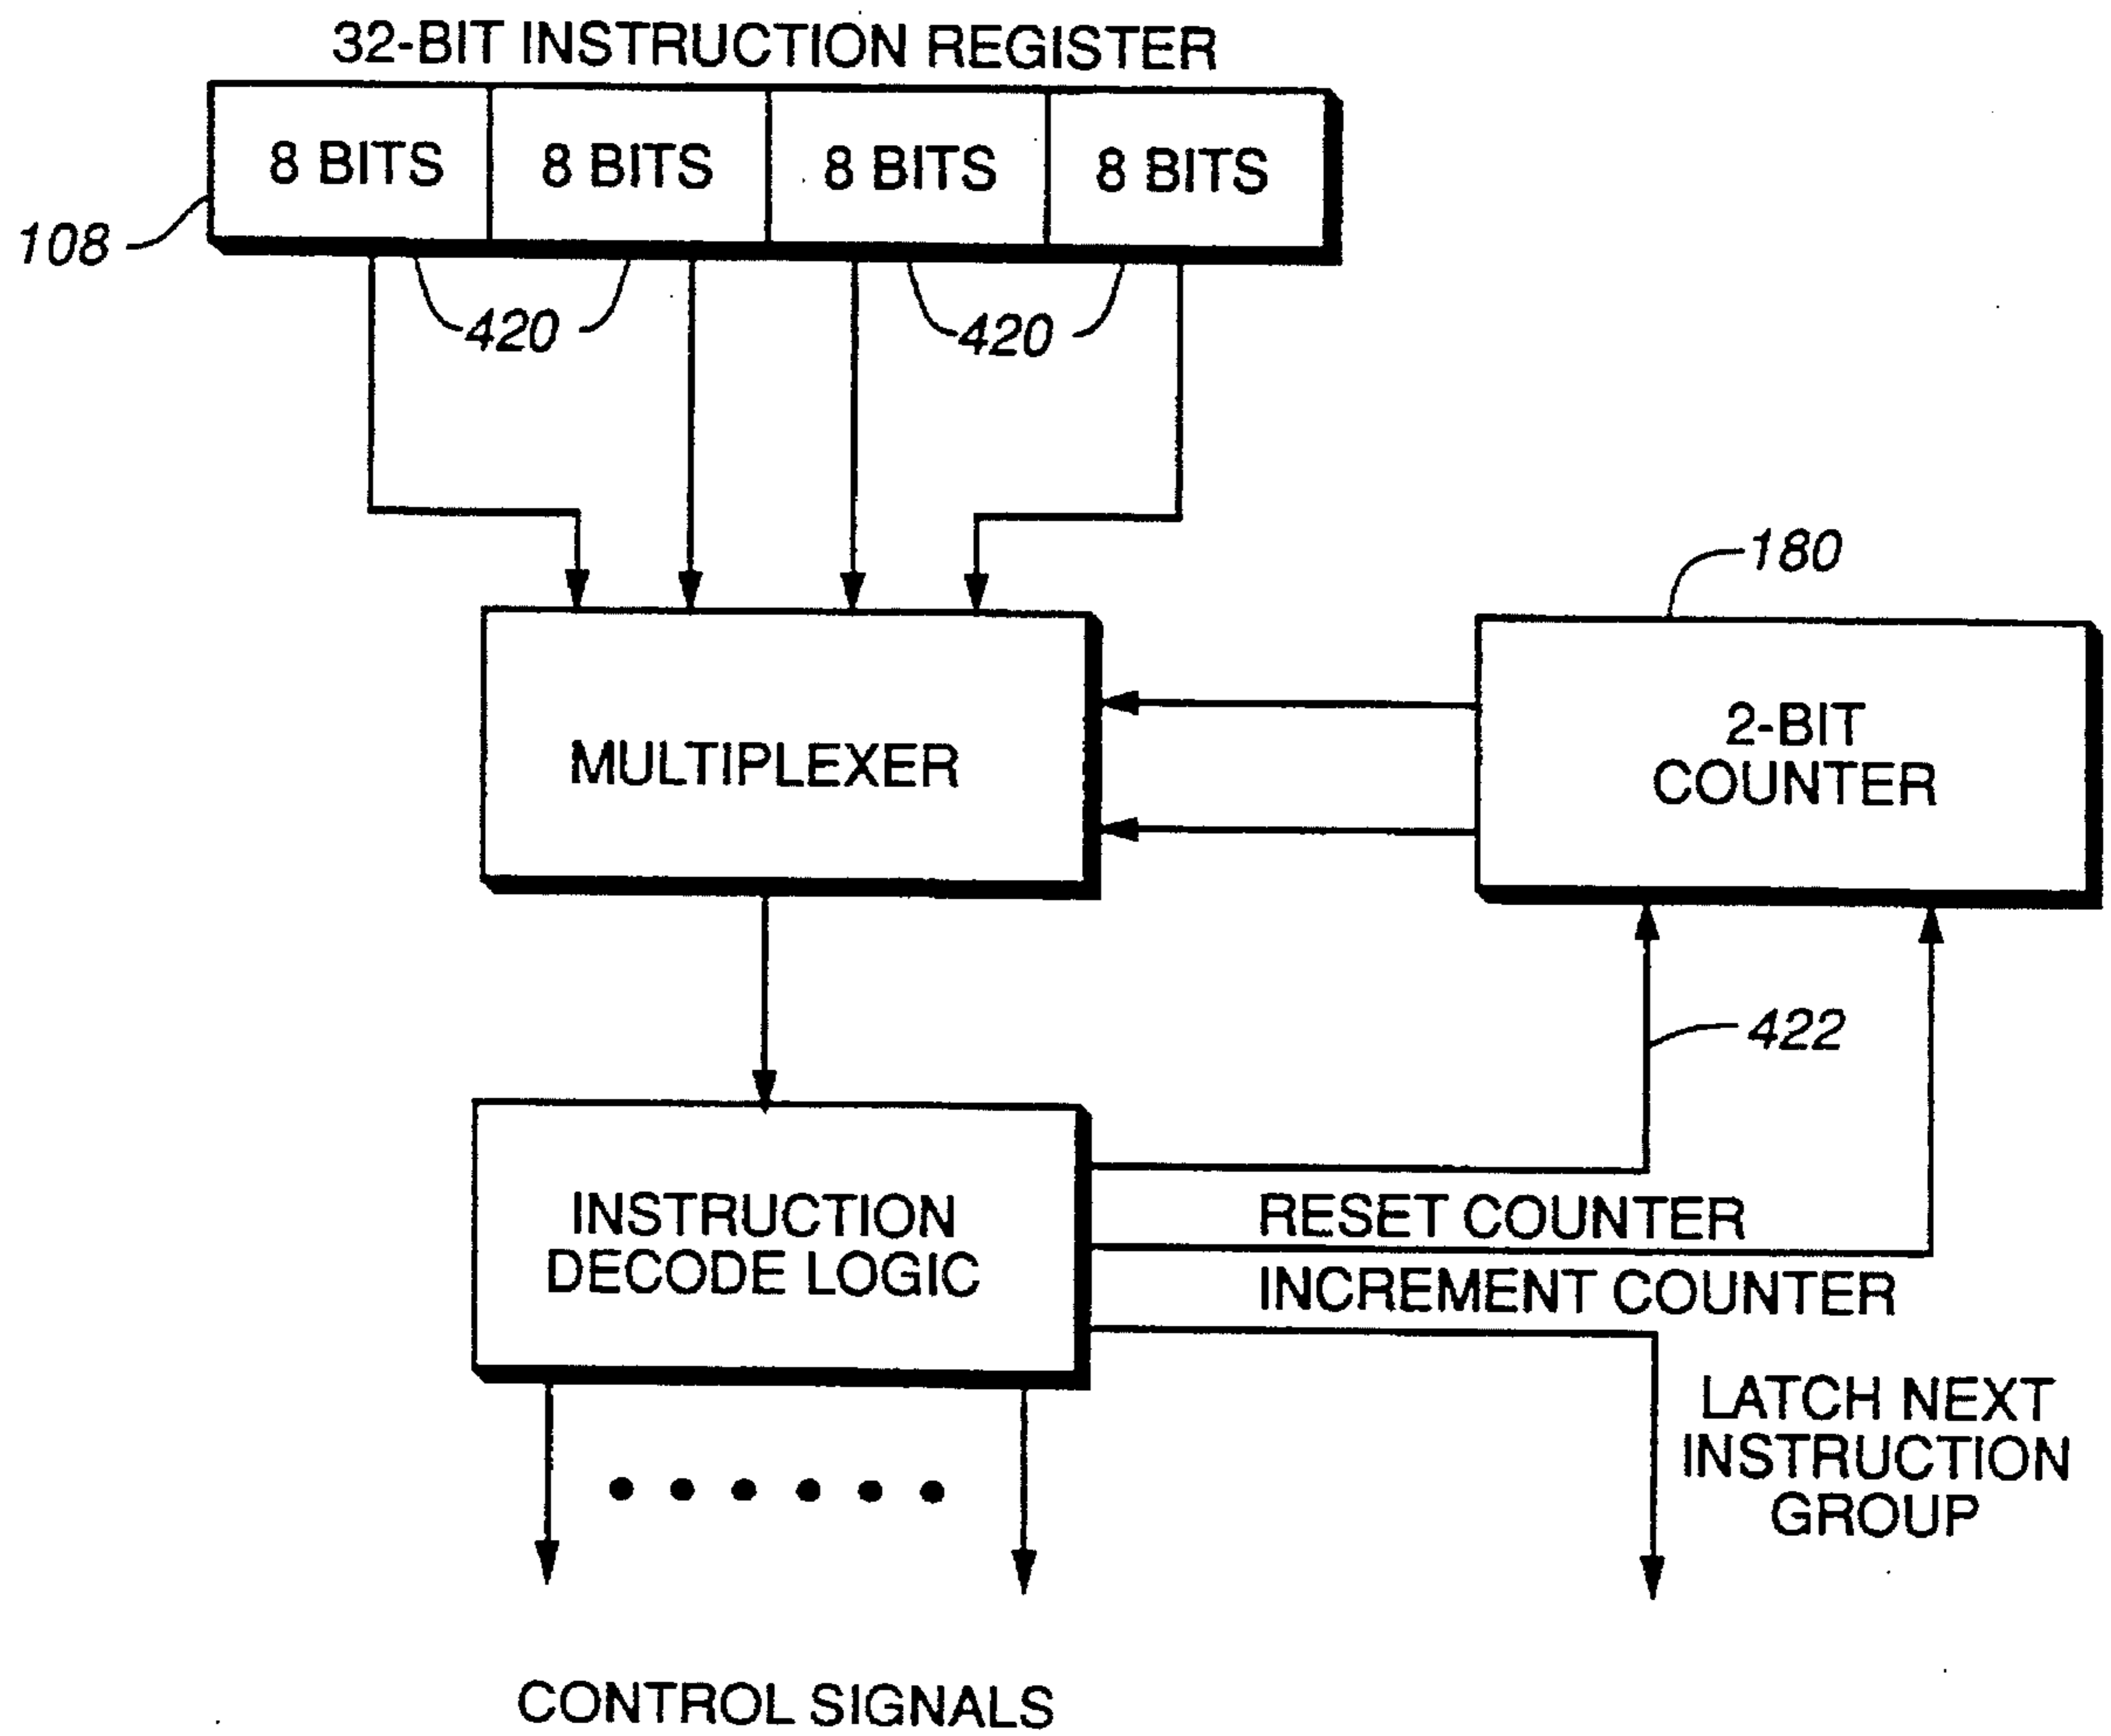 32-BIT INSTRUCTION REGISTER
8 BITS 8 BITS 8 BITS 8 BITS
108
420 420
180
MULTIPLEXER
2-BIT
COUNTER
422
INSTRUCTION
DECODE LOGIC
RESET COUNTER
INCREMENT COUNTER
LATCH NEXT
INSTRUCTION
GROUP
CONTROL SIGNALS